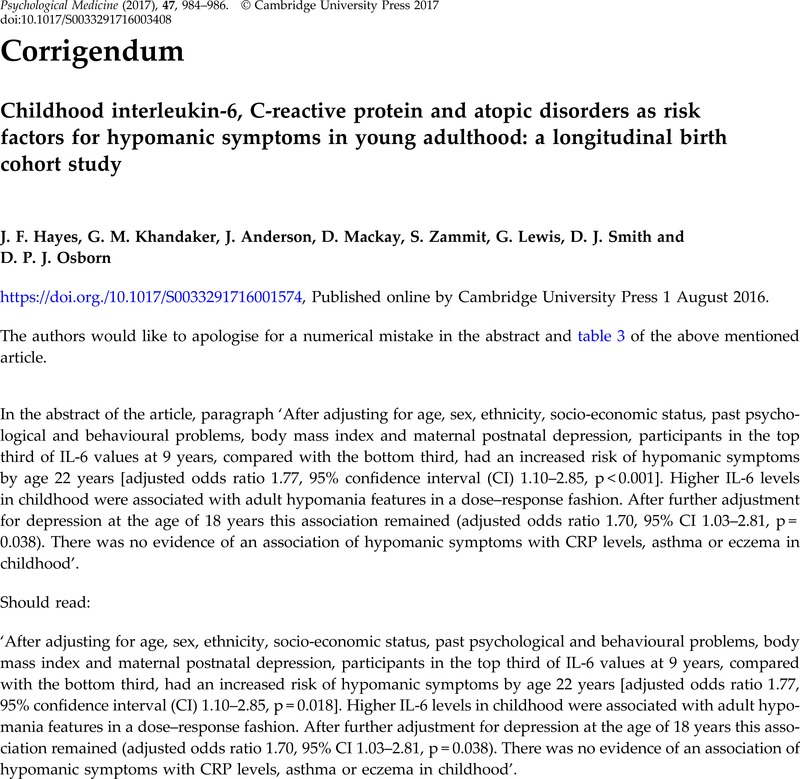 Psychological Medicine (2017), 47, 984–986. © Cambridge University Press 2017
doi:10.1017/S0033291716003408
Corrigendum
Childhood interleukin-6, C-reactive protein and atopic disorders as risk
factors for hypomanic symptoms in young adulthood: a longitudinal birth
cohort study
J. F. Hayes, G. M. Khandaker, J. Anderson, D. Mackay, S. Zammit, G. Lewis, D. J. Smith and
D. P. J. Osborn
https://doi.org./10.1017/S0033291716001574, Published online by Cambridge University Press 1 August 2016.
The authors would like to apologise for a numerical mistake in the abstract and table 3 of the above mentioned
article.
In the abstract of the article, paragraph ‘After adjusting for age, sex, ethnicity, socio-economic status, past psycho-
logical and behavioural problems, body mass index and maternal postnatal depression, participants in the top
third of IL-6 values at 9 years, compared with the bottom third, had an increased risk of hypomanic symptoms
by age 22 years [adjusted odds ratio 1.77, 95% confidence interval (CI) 1.10–2.85, p < 0.001]. Higher IL-6 levels
in childhood were associated with adult hypomania features in a dose–response fashion. After further adjustment
for depression at the age of 18 years this association remained (adjusted odds ratio 1.70, 95% CI 1.03–2.81, p =
0.038). There was no evidence of an association of hypomanic symptoms with CRP levels, asthma or eczema in
childhood’.
Should read:
‘After adjusting for age, sex, ethnicity, socio-economic status, past psychological and behavioural problems, body
mass index and maternal postnatal depression, participants in the top third of IL-6 values at 9 years, compared
with the bottom third, had an increased risk of hypomanic symptoms by age 22 years [adjusted odds ratio 1.77,
95% confidence interval (CI) 1.10–2.85, p = 0.018]. Higher IL-6 levels in childhood were associated with adult hypo-
mania features in a dose–response fashion. After further adjustment for depression at the age of 18 years this asso-
ciation remained (adjusted odds ratio 1.70, 95% CI 1.03–2.81, p = 0.038). There was no evidence of an association of
hypomanic symptoms with CRP levels, asthma or eczema in childhood’.